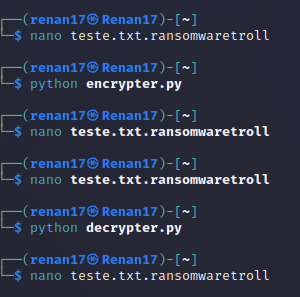 ┌──(renan17㉿Renan17)-[~]
└─$ nano teste.txt.ransomwaretroll
┌──(renan17㉿Renan17)-[~]
└─$ python encrypter.py
┌──(renan17㉿Renan17)-[~]
└─$ nano teste.txt.ransomwaretroll
┌──(renan17㉿Renan17)-[~]
└─$ nano teste.txt.ransomwaretroll
┌──(renan17㉿Renan17)-[~]
└─$ python decrypter.py
┌──(renan17㉿Renan17)-[~]
└─$ nano teste.txt.ransomwaretroll